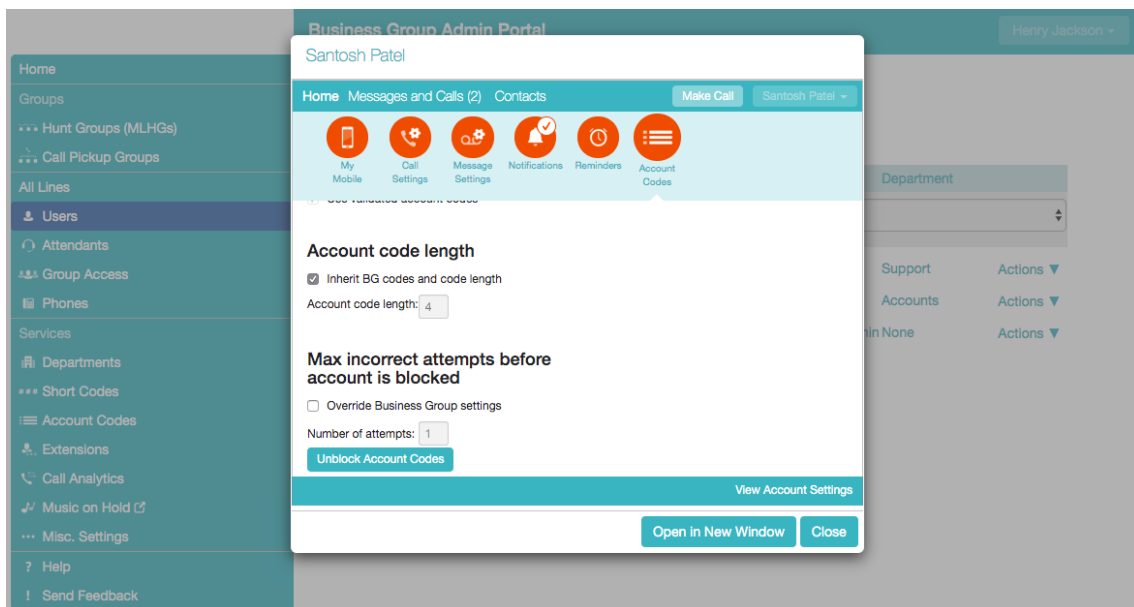 Business Group Admin Portal
Henry Jackson
Home
Groups
Hunt Groups (MLHGs)
Call Pickup Groups
All Lines
Users
Attendants
Group Access
Phones
Services
Departments
Short Codes
Account Codes
Extensions
Call Analytics
Music on Hold
Misc. Settings
? Help
! Send Feedback
Santosh Patel
Home Messages and Calls (2) Contacts Make Call Santosh Patel
My Mobile
Call Settings
Message Settings
Notifications
Reminders
Account Codes
Use validated account codes
Account code length
Inherit BG codes and code length
Account code length: 4
Max incorrect attempts before
account is blocked
Override Business Group settings
Number of attempts: 1
Unblock Account Codes
View Account Settings
Open in New Window Close
Department
Support Actions ▼
Accounts Actions ▼
None Actions ▼